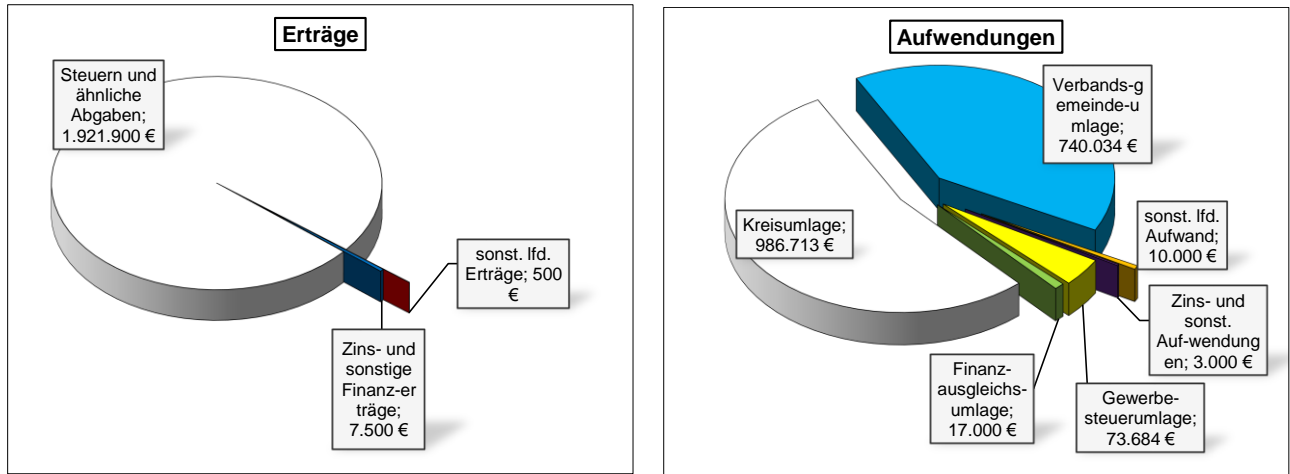 Erträge
Steuern und
ähnliche
Abgaben;
1.921.900 €
sonst. lfd.
Erträge; 500
€
Zins- und
sonstige
Finanz-er
träge;
7.500 €
Aufwendungen
Verbands-g
emeinde-u
mlage;
740.034 €
Kreisumlage;
986.713 €
sonst. lfd.
Aufwand;
10.000 €
Zins- und
sonst.
Auf-wendung
en; 3.000 €
Finanz-
ausgleichs-
umlage;
17.000 €
Gewerbe-
steuerumlage;
73.684 €